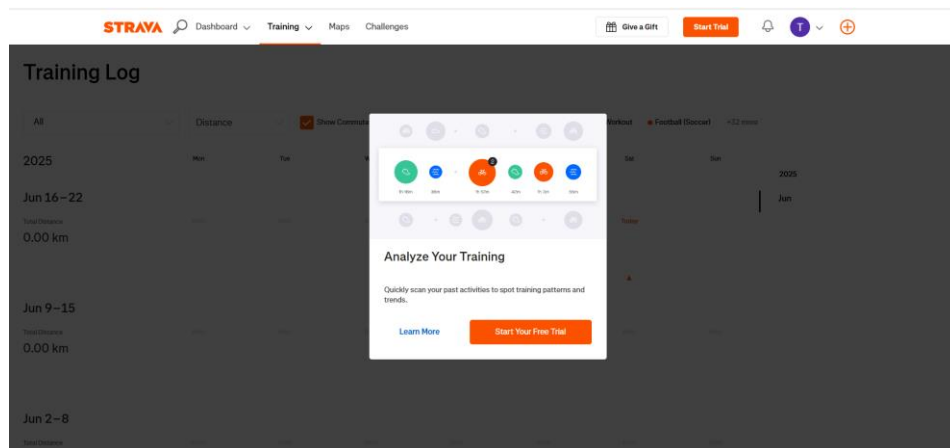 STRAVA Dashboard Training Maps Challenges Give a Gift Start Trial T
Training Log
All Distance Show Commute Workout Football (Soccer) +32 more
2025 Mon Tue Sat Sun
2025
Jun 16–22 Jun
Total Distance Today
0.00 km
Analyze Your Training
Quickly scan your past activities to spot training patterns and
trends.
Learn More Start Your Free Trial
Jun 9–15
Total Distance
0.00 km
Jun 2–8
Total Distance